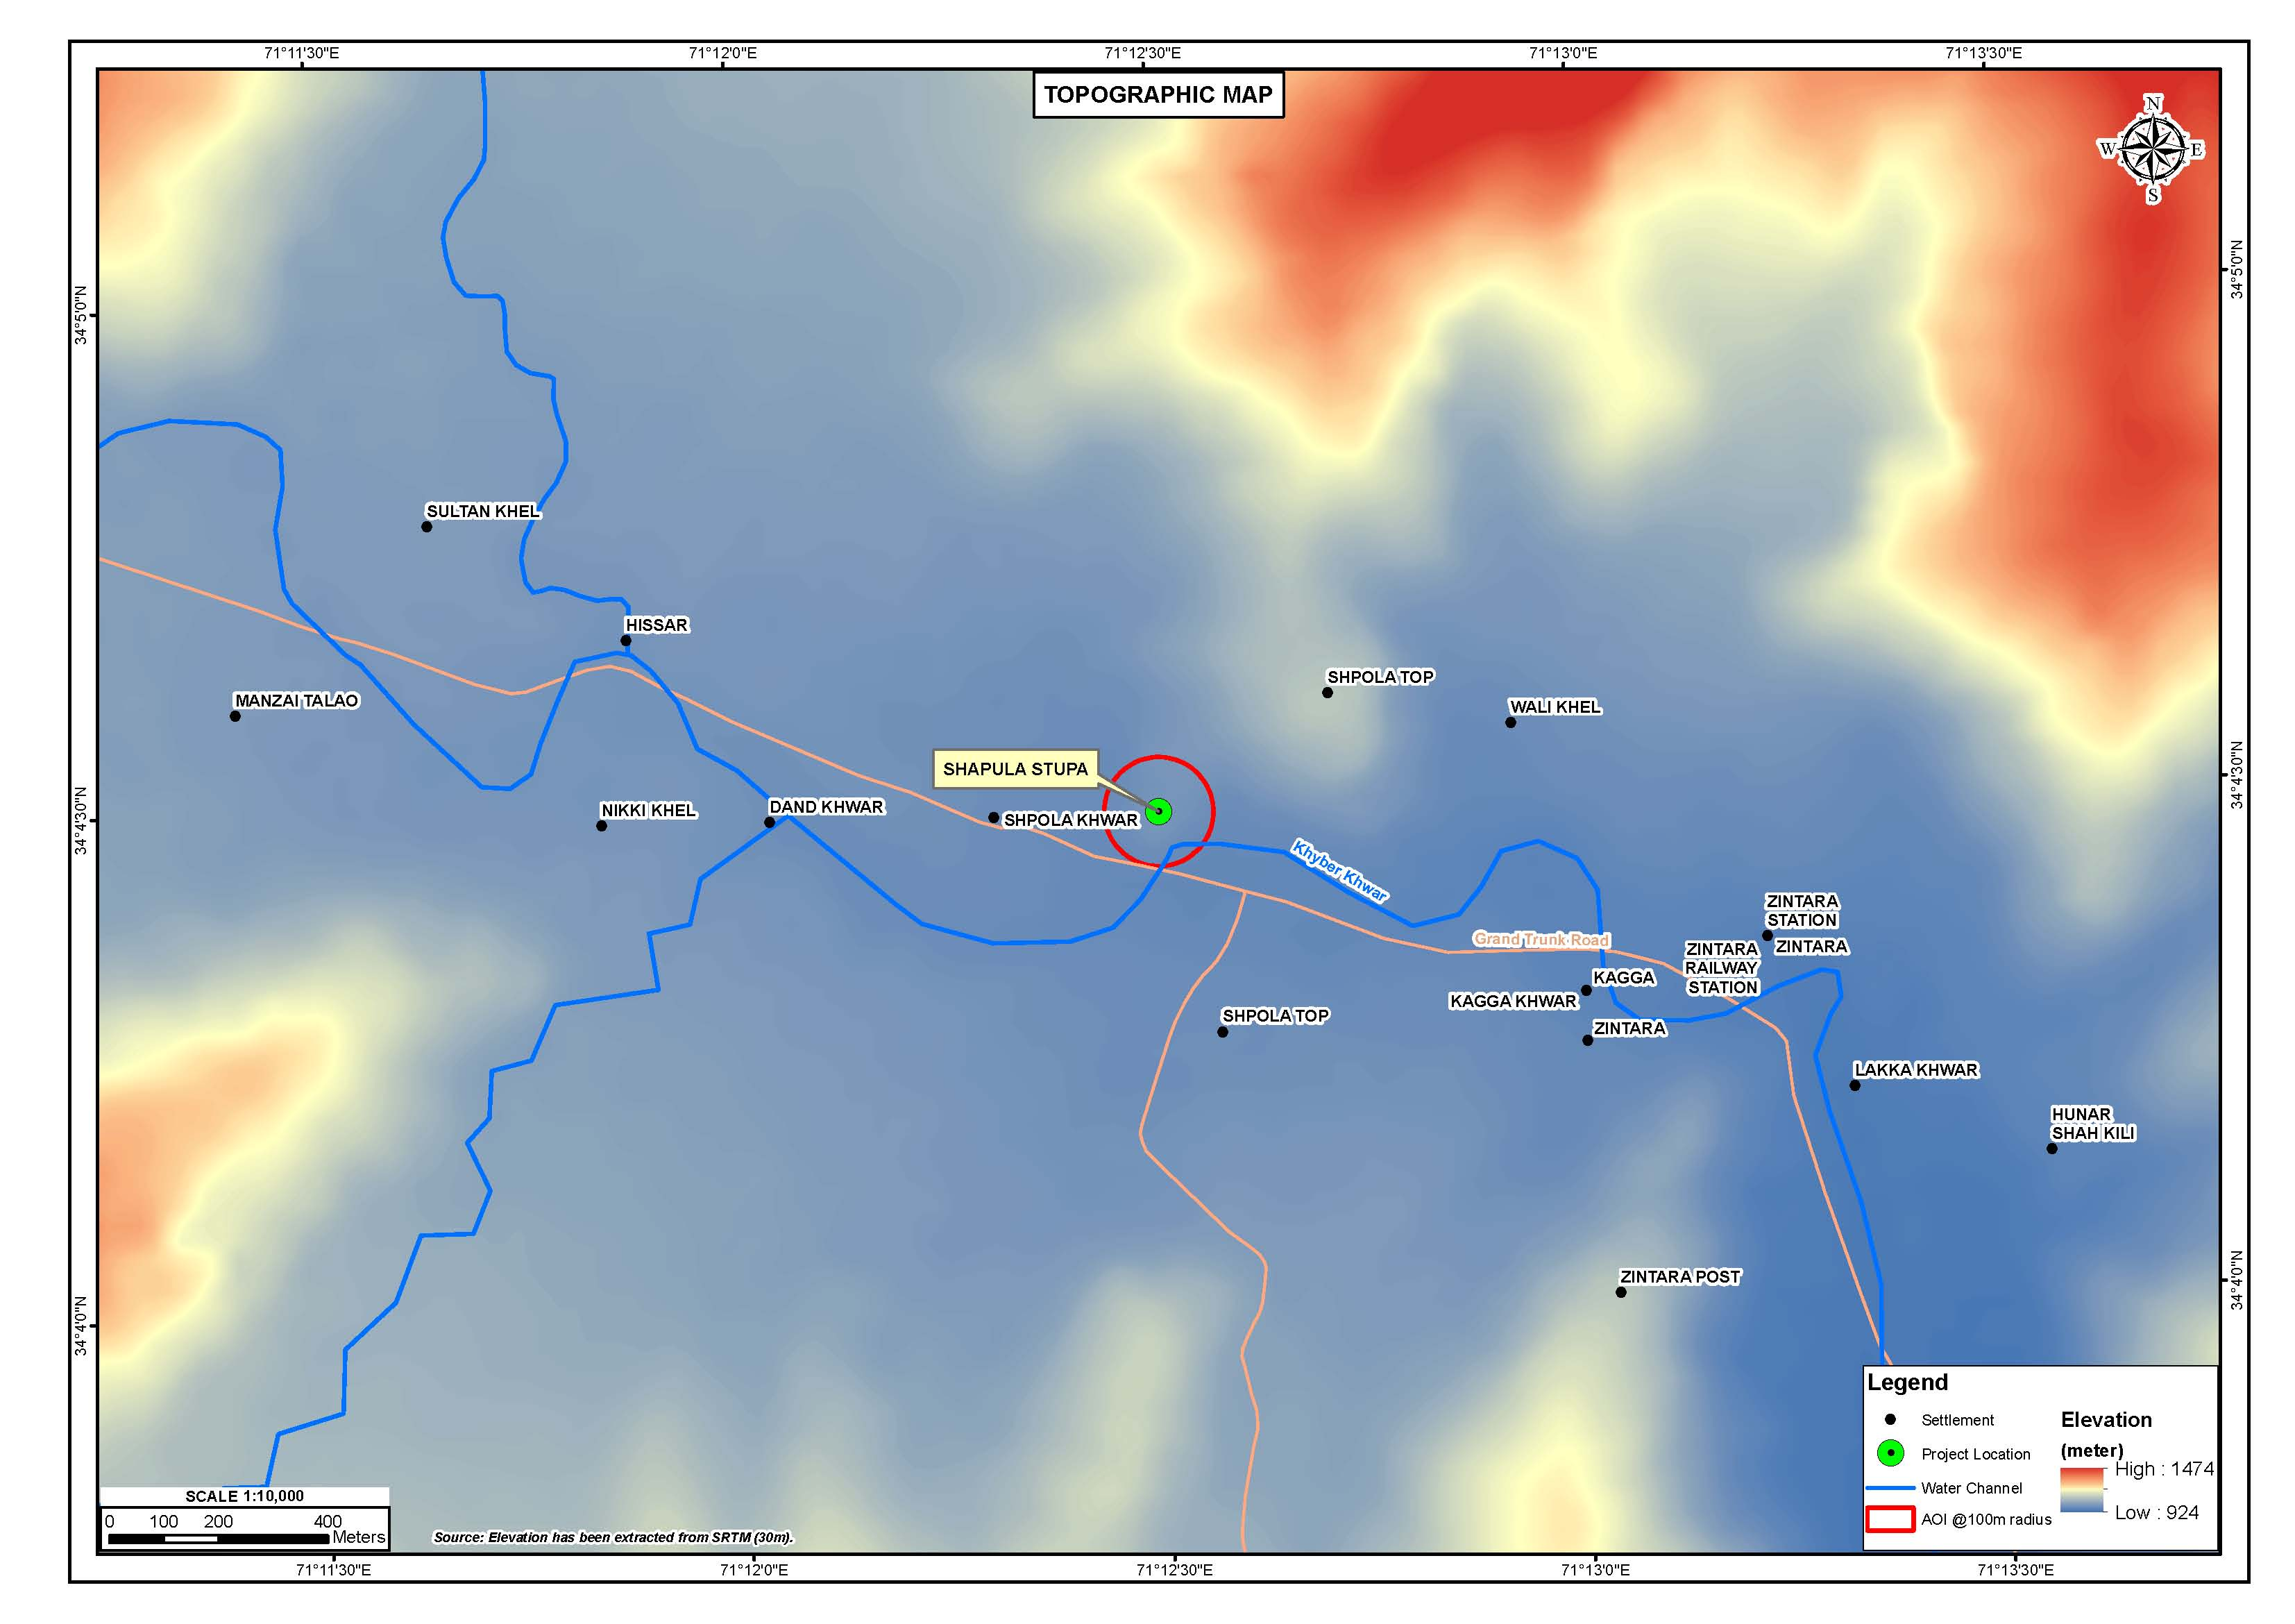 71°11'30"E
71°12'0"E
71°12'30"E
71°13'0"E
71°13'30"E
TOPOGRAPHIC MAP
N
W
E
S
34°5'0"N
34°5'0"N
SULTAN KHEL
HISSAR
SHPOLA TOP
MANZAI TALAO
WALI KHEL
SHAPULA STUPA
34°4'30"N
34°4'30"N
NIKKI KHEL
DAND KHWAR
SHPOLA KHWAR
Khyber Khwar
ZINTARA
STATION
Grand Trunk Road
ZINTARA
ZINTARA
RAILWAY
STATION
KAGGA
KAGGA KHWAR
SHPOLA TOP
ZINTARA
LAKKA KHWAR
HUNAR
SHAH KILI
ZINTARA POST
34°4'0"N
34°4'0"N
Legend
Settlement
Project Location
Water Channel
AOI @100m radius
Elevation
(meter)
High : 1474
Low : 924
SCALE 1:10,000
0 100 200 400
Meters
Source: Elevation has been extracted from SRTM (30m).
71°11'30"E
71°12'0"E
71°12'30"E
71°13'0"E
71°13'30"E